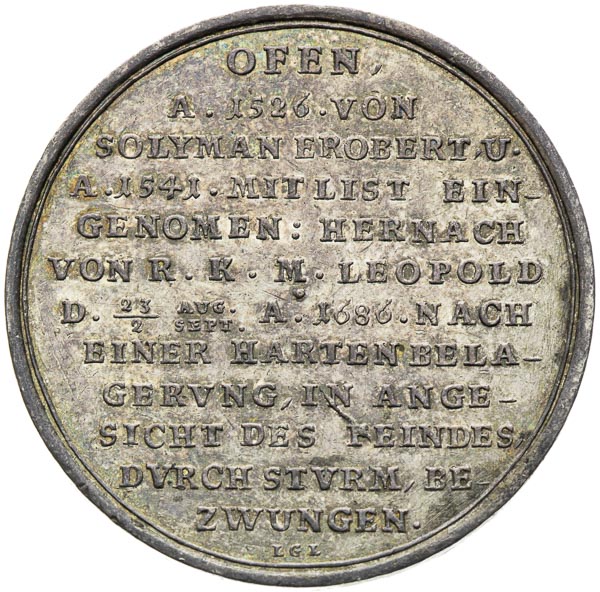 OFEN,
A. 1526. VON
SOLYMAN EROBERT, U.
A. 1541. MIT LIST EIN-
GENOMEN: HERNACH
VON R. K. M. LEOPOLD
D. 23/2 AUG./SEPT. A. 1686. NACH
EINER HARTEN BELA-
GERVNG, IN ANGE-
SICHT DES FEINDES,
DVRCH STVRM, BE-
ZWUNGEN.
LGL